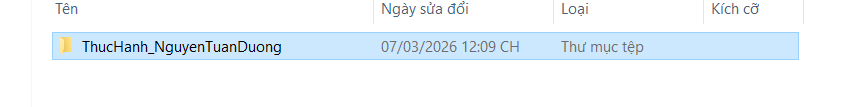 Tên Ngày sửa đổi Loại Kích cỡ
ThucHanh_NguyenTuanDuong 07/03/2026 12:09 CH Thư mục tệp